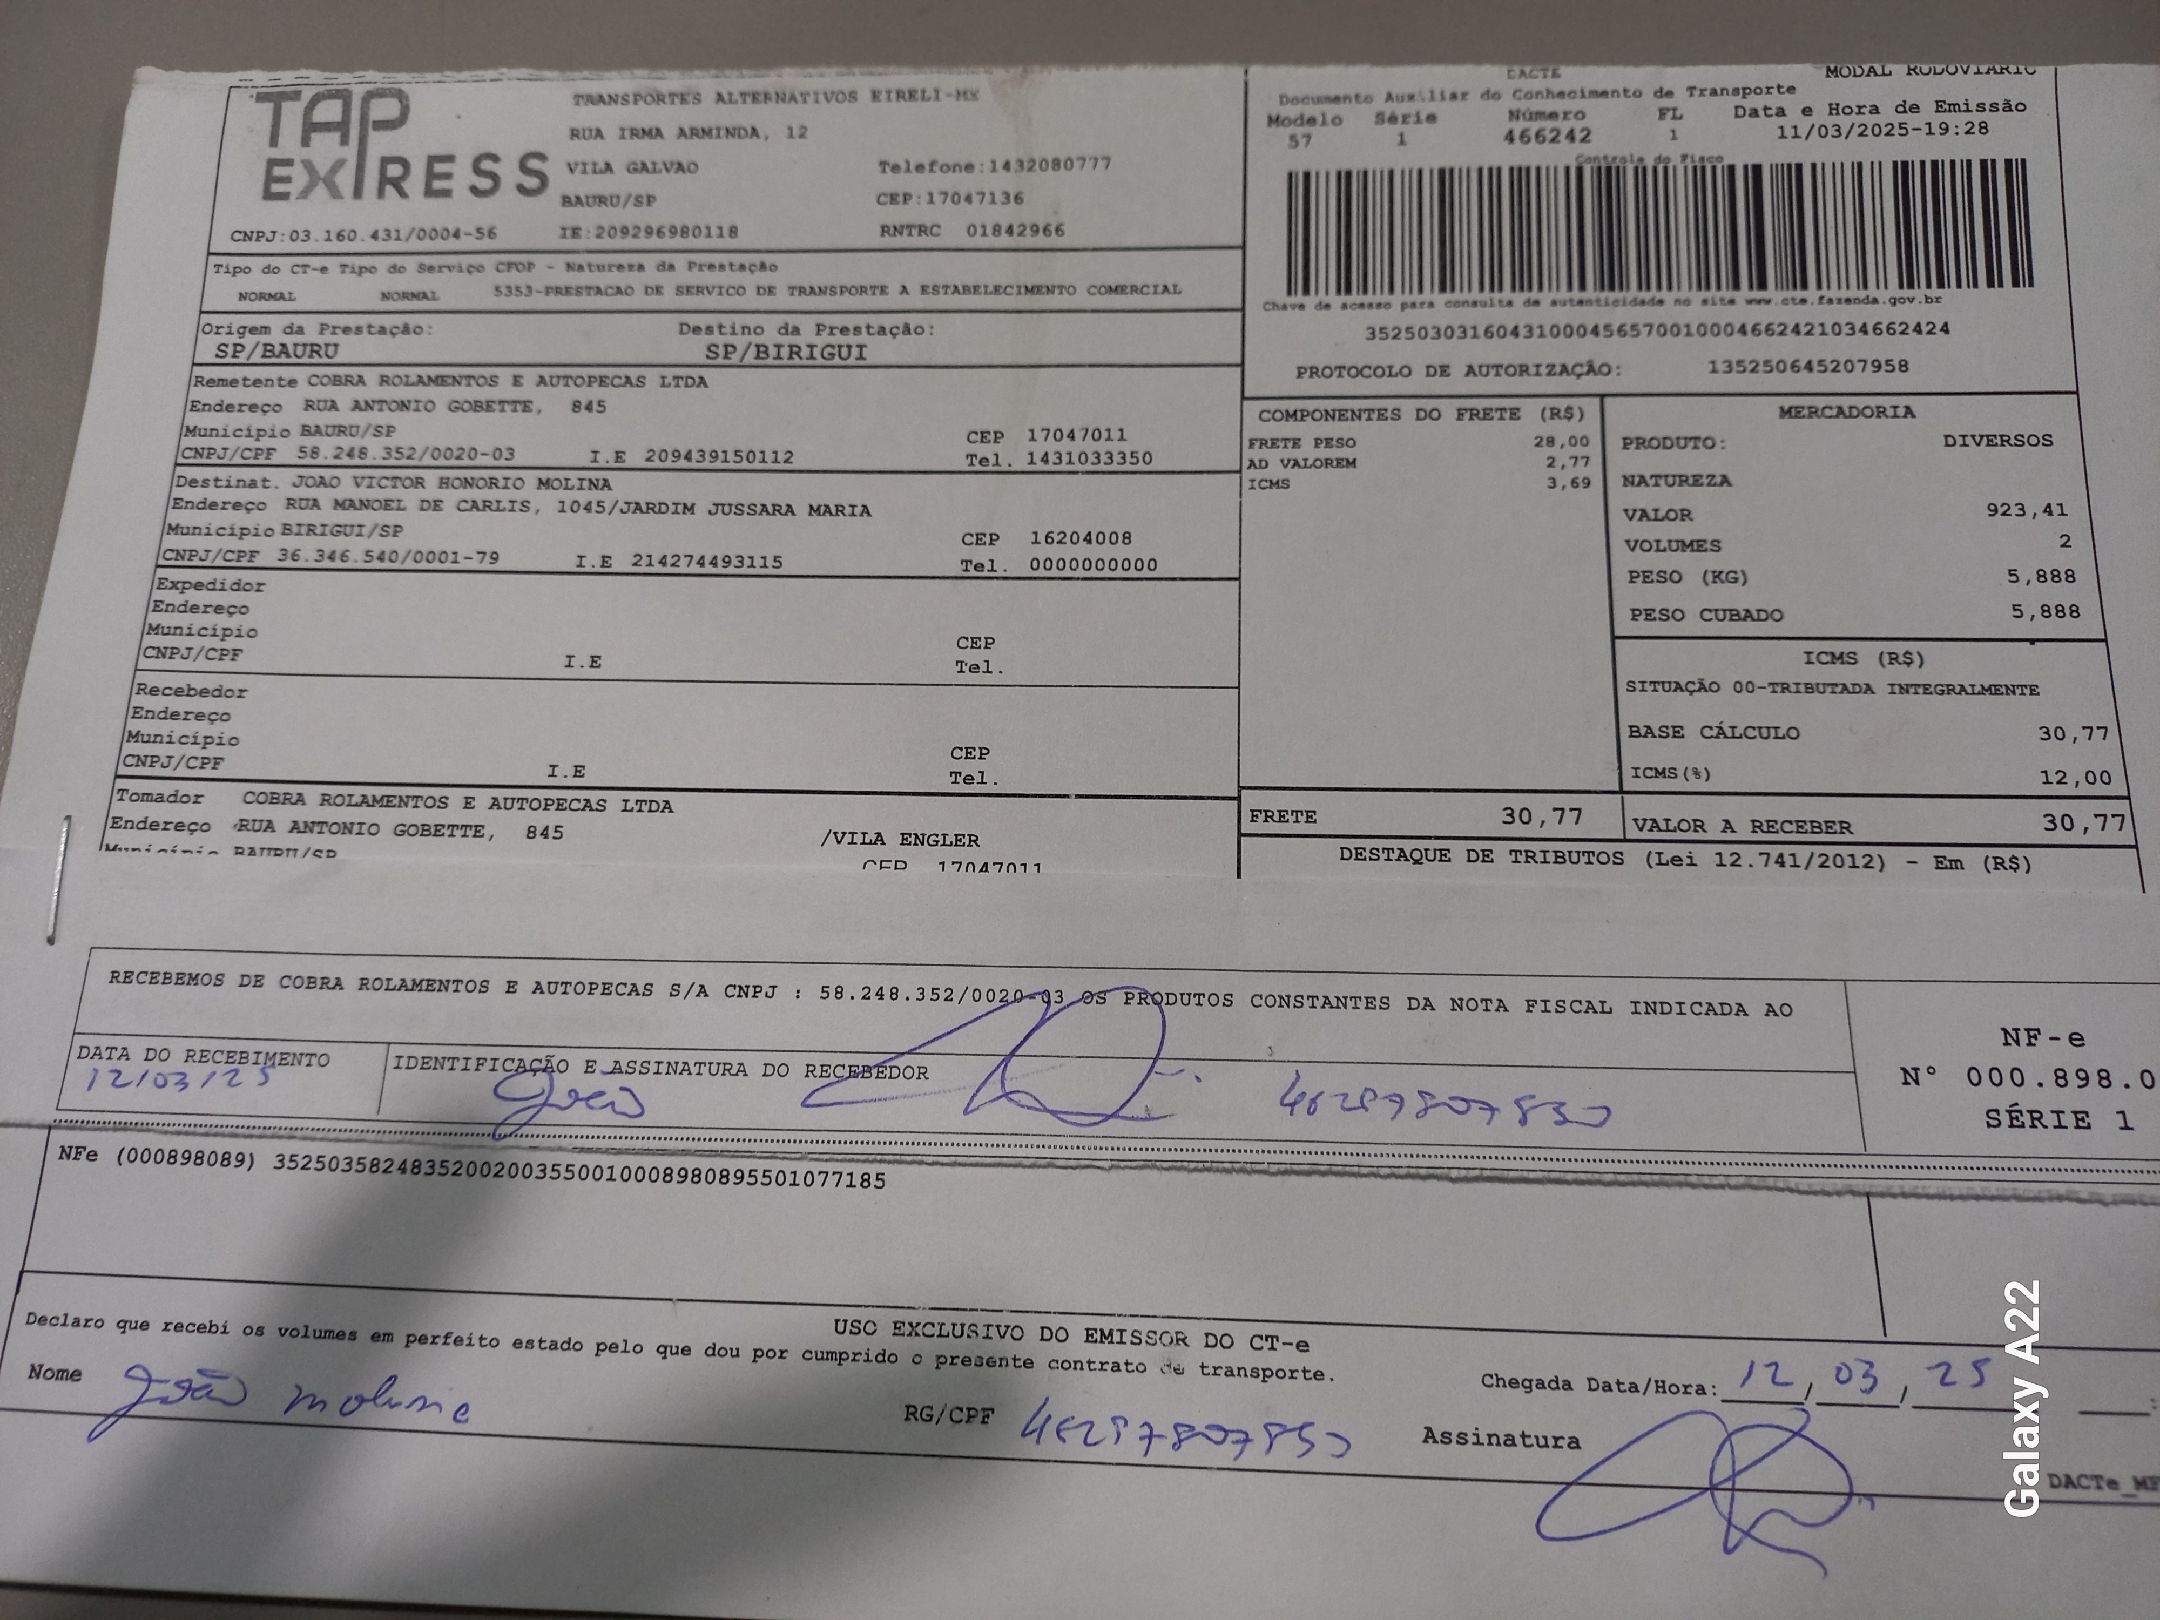 TAP EXPRESS
TRANSPORTES ALTERNATIVOS EIRELI-ME
RUA IRMA ARMINDA, 12
VILA GALVAO Telefone:1432080777
BAURU/SP CEP:17047136
CNPJ:03.160.431/0004-56 IE:209296980118 RNTRC 01842966
Tipo do CT-e Tipo do Serviço CFOP - Natureza da Prestação
NORMAL NORMAL 5353-PRESTACAO DE SERVICO DE TRANSPORTE A ESTABELECIMENTO COMERCIAL
Origem da Prestação: Destino da Prestação:
SP/BAURU SP/BIRIGUI
Remetente COBRA ROLAMENTOS E AUTOPECAS LTDA
Endereço RUA ANTONIO GOBETTE, 845
Município BAURU/SP CEP 17047011
CNPJ/CPF 58.248.352/0020-03 I.E 209439150112 Tel. 1431033350
Destinat. JOAO VICTOR HONORIO MOLINA
Endereço RUA MANOEL DE CARLIS, 1045/JARDIM JUSSARA MARIA
Município BIRIGUI/SP CEP 16204008
CNPJ/CPF 36.346.540/0001-79 I.E 214274493115 Tel. 0000000000
Expedidor
Endereço
Município CEP
CNPJ/CPF I.E Tel.
Recebedor
Endereço
Município CEP
CNPJ/CPF I.E Tel.
Tomador COBRA ROLAMENTOS E AUTOPECAS LTDA
Endereço RUA ANTONIO GOBETTE, 845 /VILA ENGLER
Município BAURU/SP CEP 17047011
DACTE MODAL RODOVIARIO
Documento Auxiliar do Conhecimento de Transporte
Modelo Série Número FL Data e Hora de Emissão
57 1 466242 1 11/03/2025-19:28
Controle do Fisco
Chave de acesso para consulta de autenticidade no site www.cte.fazenda.gov.br
35250303160431000456570010004662421034662424
PROTOCOLO DE AUTORIZAÇÃO: 135250645207958
COMPONENTES DO FRETE (R$)
FRETE PESO 28,00
AD VALOREM 2,77
ICMS 3,69
MERCADORIA
PRODUTO: DIVERSOS
NATUREZA
VALOR 923,41
VOLUMES 2
PESO (KG) 5,888
PESO CUBADO 5,888
ICMS (R$)
SITUAÇÃO 00-TRIBUTADA INTEGRALMENTE
BASE CÁLCULO 30,77
ICMS(%) 12,00
FRETE 30,77 VALOR A RECEBER 30,77
DESTAQUE DE TRIBUTOS (Lei 12.741/2012) - Em (R$)
RECEBEMOS DE COBRA ROLAMENTOS E AUTOPECAS S/A CNPJ : 58.248.352/0020-03 OS PRODUTOS CONSTANTES DA NOTA FISCAL INDICADA AO
DATA DO RECEBIMENTO IDENTIFICAÇÃO E ASSINATURA DO RECEBEDOR
12/03/25 João 46287807850
NF-e
N° 000.898.0
SÉRIE 1
NFe (000898089) 35250358248352002003550010008980895501077185
USO EXCLUSIVO DO EMISSOR DO CT-e
Declaro que recebi os volumes em perfeito estado pelo que dou por cumprido o presente contrato de transporte.
Nome João RG/CPF 46287807850
Chegada Data/Hora: 12/03/25 :
Assinatura
DACTe_
Galaxy A22